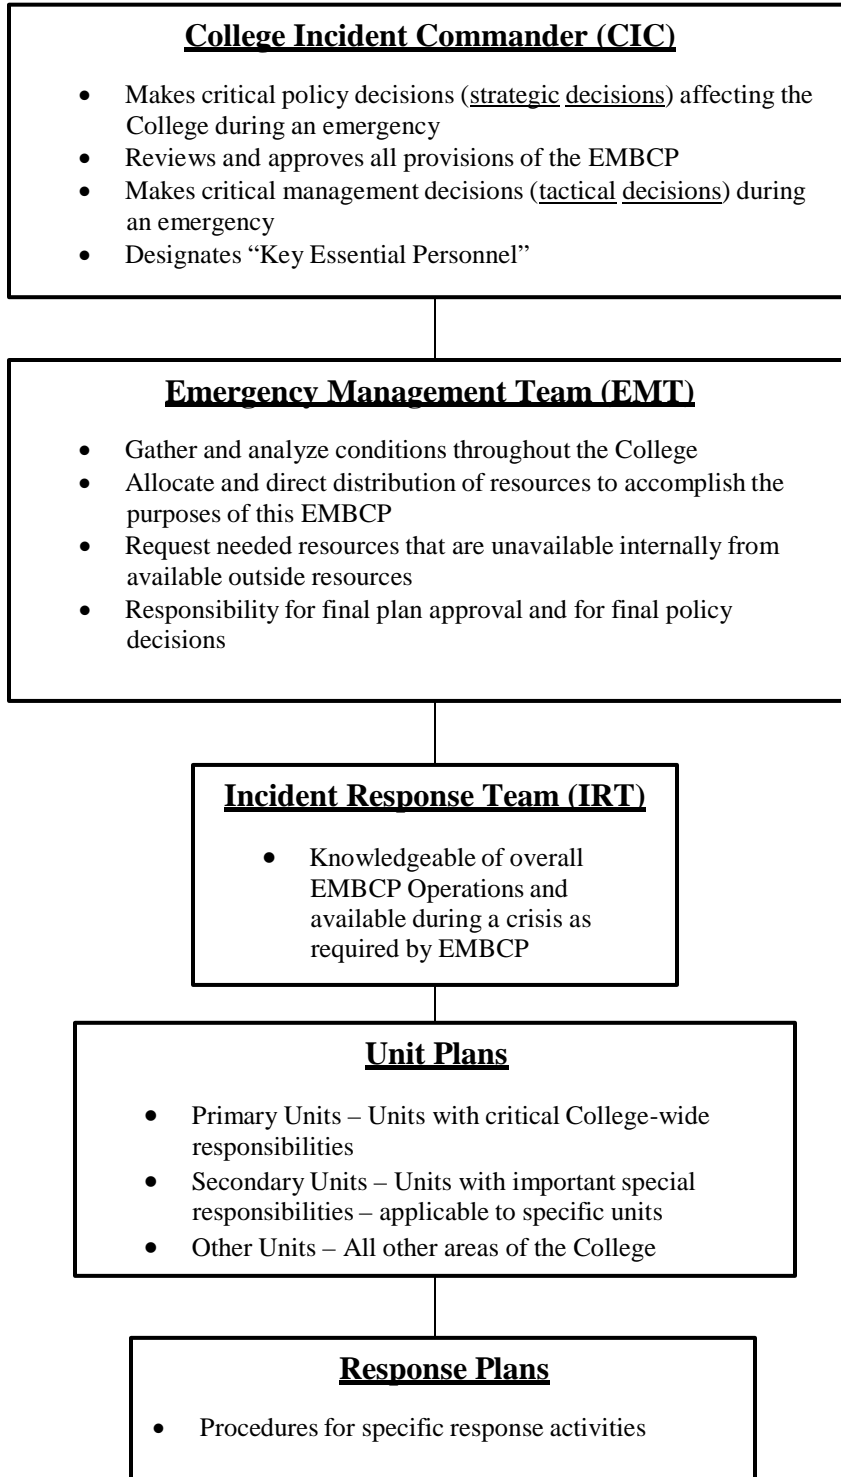 College Incident Commander (CIC)
• Makes critical policy decisions (strategic decisions) affecting the
College during an emergency
• Reviews and approves all provisions of the EMBCP
• Makes critical management decisions (tactical decisions) during
an emergency
• Designates “Key Essential Personnel”
Emergency Management Team (EMT)
• Gather and analyze conditions throughout the College
• Allocate and direct distribution of resources to accomplish the
purposes of this EMBCP
• Request needed resources that are unavailable internally from
available outside resources
• Responsibility for final plan approval and for final policy
decisions
Incident Response Team (IRT)
• Knowledgeable of overall
EMBCP Operations and
available during a crisis as
required by EMBCP
Unit Plans
• Primary Units – Units with critical College-wide
responsibilities
• Secondary Units – Units with important special
responsibilities – applicable to specific units
• Other Units – All other areas of the College
Response Plans
• Procedures for specific response activities